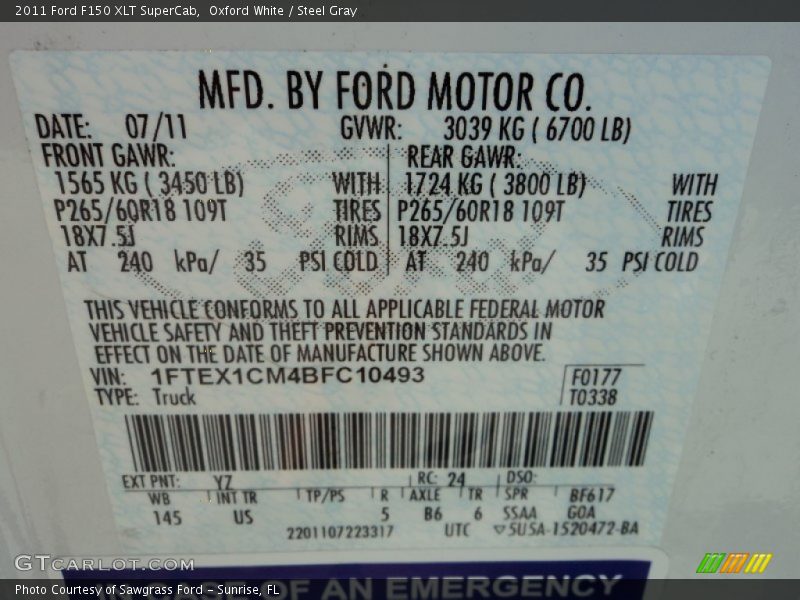 2011 Ford F150 XLT SuperCab, Oxford White / Steel Gray
MFD. BY FORD MOTOR CO.
DATE: 07/11 GVWR: 3039 KG ( 6700 LB)
FRONT GAWR: REAR GAWR:
1565 KG ( 3450 LB) WITH 1724 KG ( 3800 LB) WITH
P265/60R18 109T TIRES P265/60R18 109T TIRES
18X7.5J RIMS 18X7.5J RIMS
AT 240 kPa/ 35 PSI COLD AT 240 kPa/ 35 PSI COLD
THIS VEHICLE CONFORMS TO ALL APPLICABLE FEDERAL MOTOR
VEHICLE SAFETY AND THEFT PREVENTION STANDARDS IN
EFFECT ON THE DATE OF MANUFACTURE SHOWN ABOVE.
VIN: 1FTEX1CM4BFC10493 F0177
TYPE: Truck T0338
EXT PNT: YZ RC: 24 DSO:
WB INT TR TP/PS R AXLE TR SPR BF617
145 US 5 B6 6 SSAA GOA
2201107223317 UTC ▽SU5A-1520472-BA
IN CASE OF AN EMERGENCY
GTCARLOT.COM
Photo Courtesy of Sawgrass Ford - Sunrise, FL